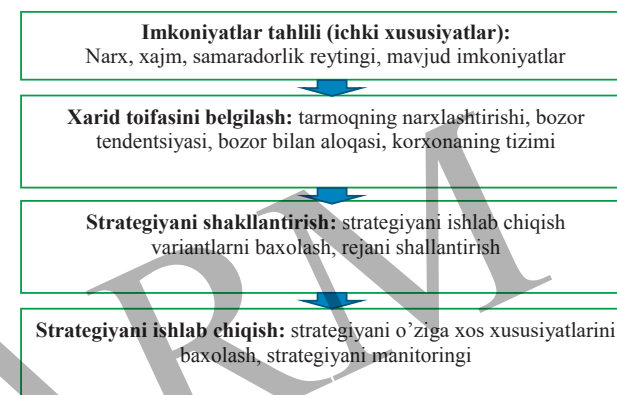 Imkoniyatlar tahlili (ichki xususiyatlar):
Narx, xajm, samaradorlik reytingi, mavjud imkoniyatlar
Xarid toifasini belgilash: tarmoqning narxlashtirishi, bozor
tendentsiyasi, bozor bilan aloqasi, korxonaning tizimi
Strategiyani shakllantirish: strategiyani ishlab chiqish
variantlarni baxolash, rejani shallantirish
Strategiyani ishlab chiqish: strategiyani o’ziga xos xususiyatlarini
baxolash, strategiyani manitoringi
ARM